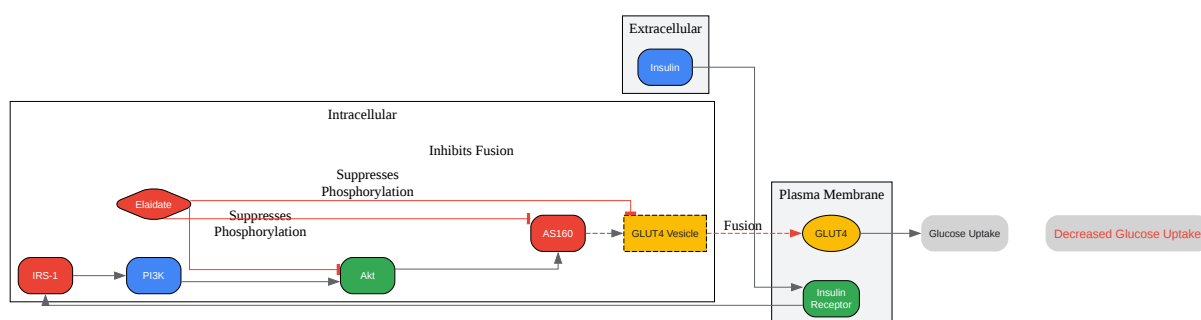 Extracellular
Insulin
Intracellular
Inhibits Fusion
Suppresses
Phosphorylation
Elaidate
Suppresses
Phosphorylation
AS160
GLUT4 Vesicle
Fusion
Plasma Membrane
GLUT4
Glucose Uptake
Decreased Glucose Uptake
IRS-1
PI3K
Akt
Insulin
Receptor